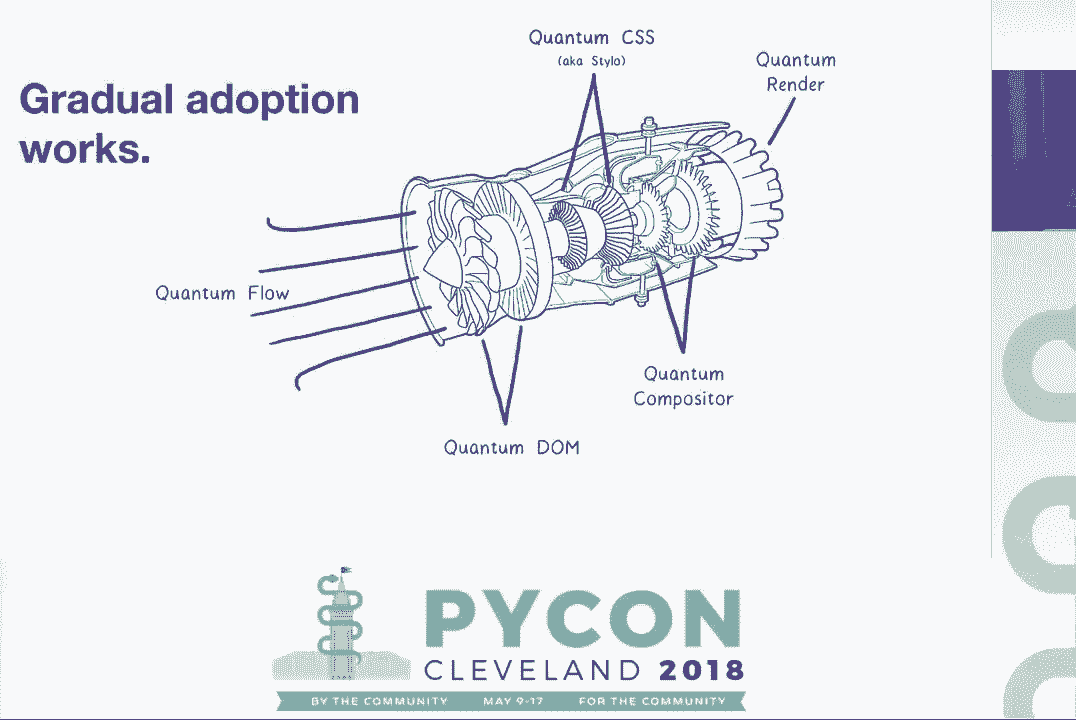 Gradual adoption
works.
Quantum CSS
(aka Stylo)
Quantum
Render
Quantum Flow
Quantum
Compositor
Quantum DOM
PYCON
CLEVELAND 2018
BY THE COMMUNITY MAY 9-17 FOR THE COMMUNITY